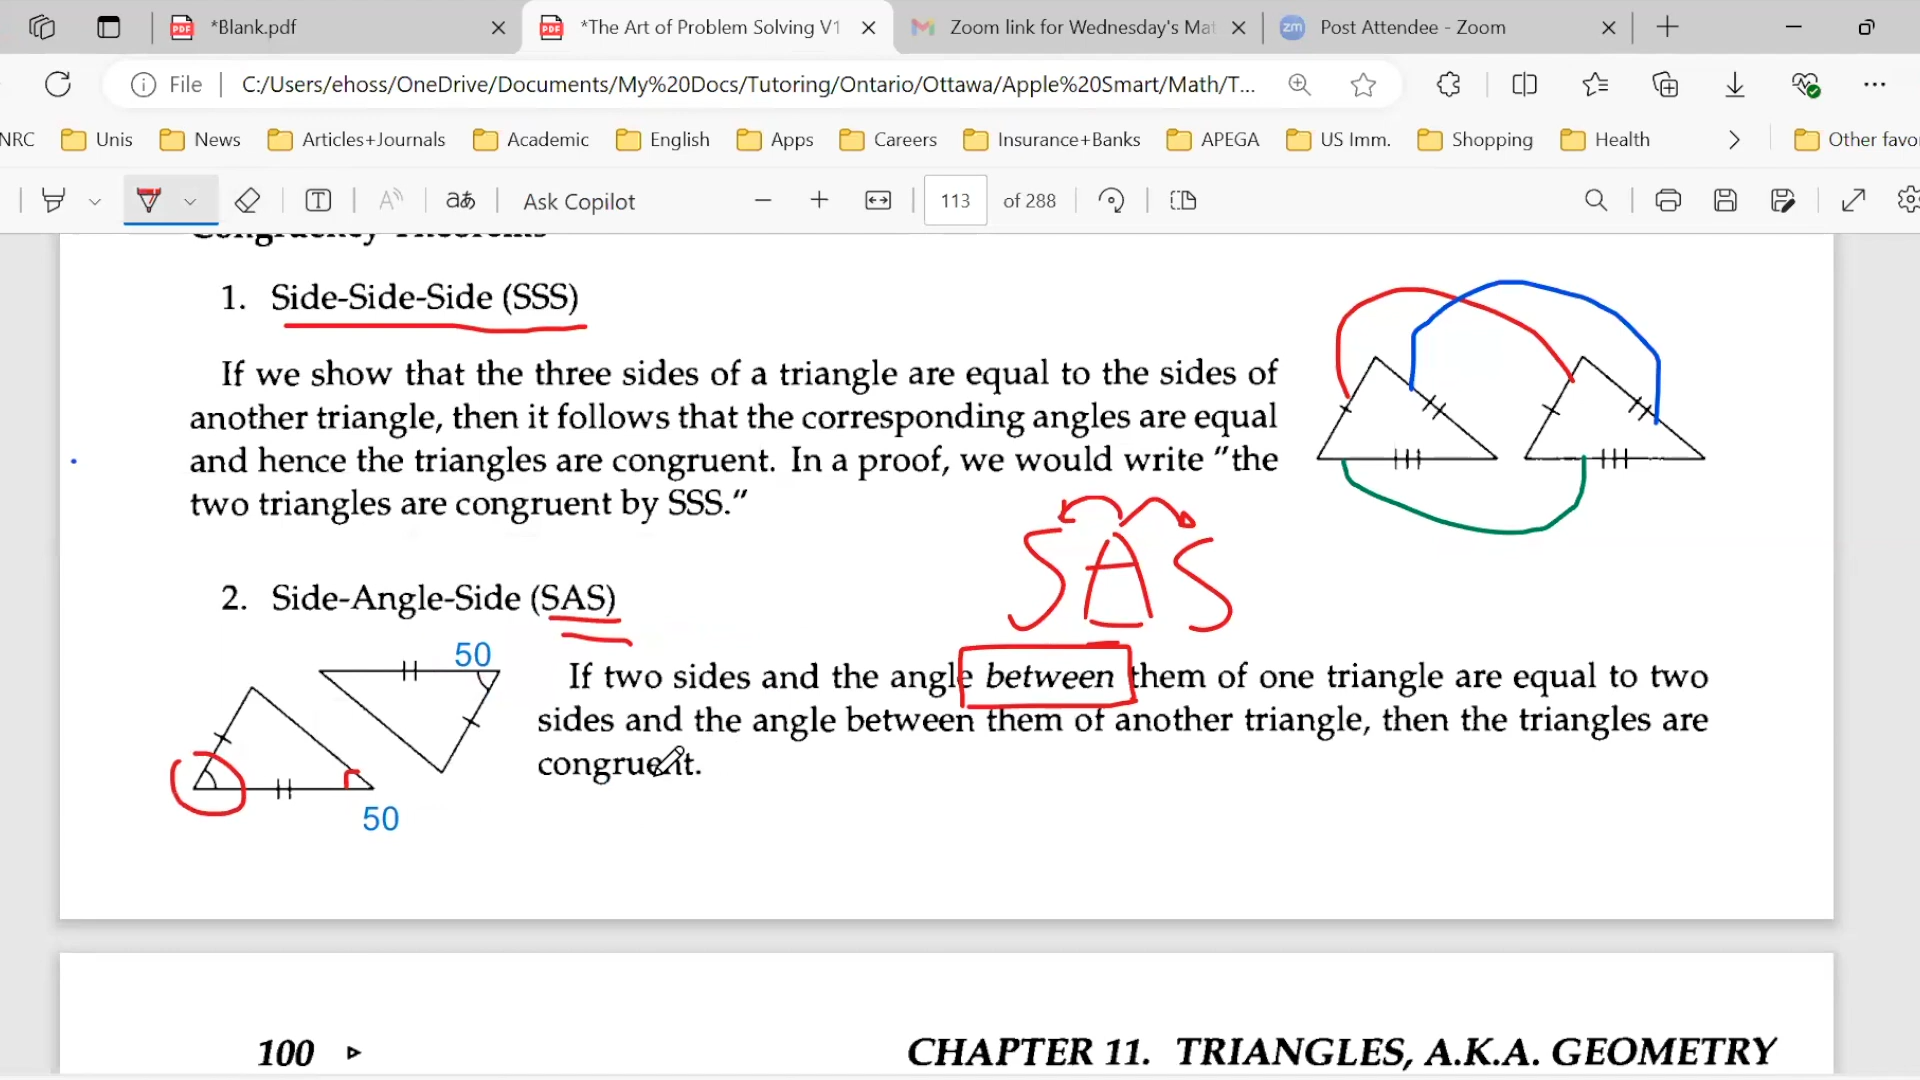 *Blank.pdf
*The Art of Problem Solving V1
Zoom link for Wednesday's Mat
Post Attendee - Zoom
File
C:/Users/ehoss/OneDrive/Documents/My%20Docs/Tutoring/Ontario/Ottawa/Apple%20Smart/Math/T...
NRC Unis News Articles+Journals Academic English Apps Careers Insurance+Banks APEGA US Imm. Shopping Health Other favo
Ask Copilot
113 of 288
Congruency Theorems
1. Side-Side-Side (SSS)
If we show that the three sides of a triangle are equal to the sides of
another triangle, then it follows that the corresponding angles are equal
and hence the triangles are congruent. In a proof, we would write "the
two triangles are congruent by SSS."
SAS
2. Side-Angle-Side (SAS)
50
If two sides and the angle between them of one triangle are equal to two
sides and the angle between them of another triangle, then the triangles are
congruent.
50
100 ▹
CHAPTER 11. TRIANGLES, A.K.A. GEOMETRY